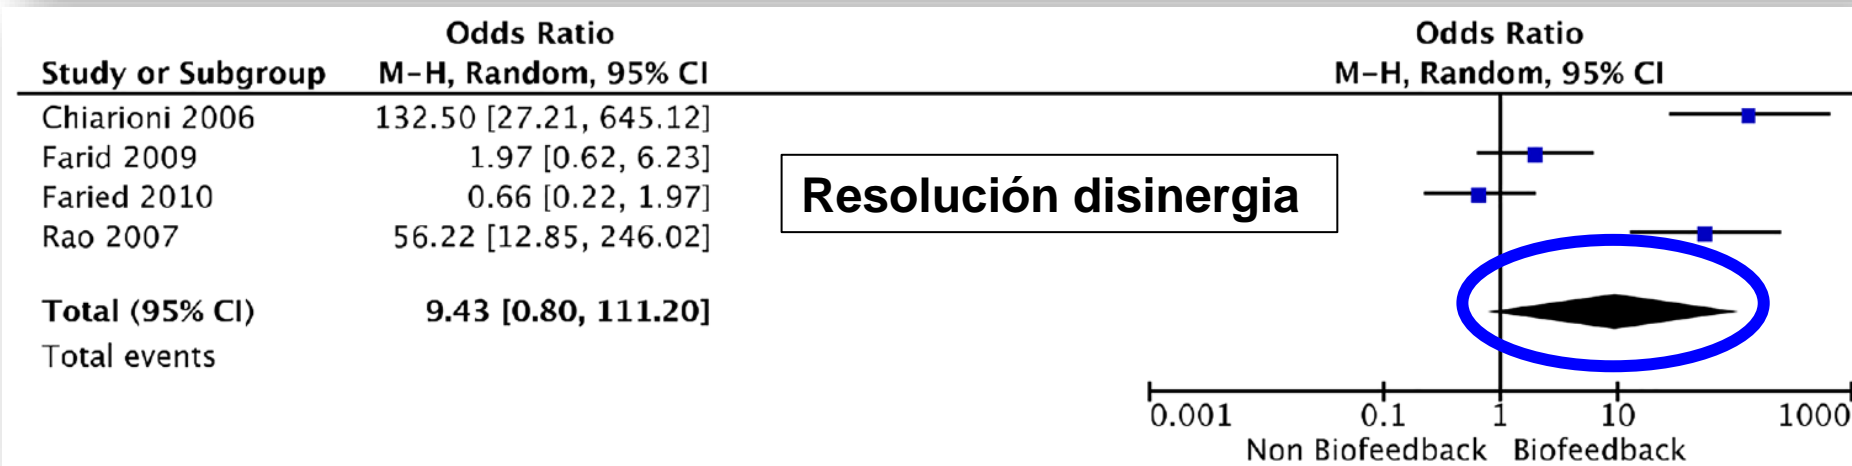 Odds Ratio Odds Ratio
Study or Subgroup M-H, Random, 95% CI M-H, Random, 95% CI
Chiarioni 2006 132.50 [27.21, 645.12]
Farid 2009 1.97 [0.62, 6.23]
Faried 2010 0.66 [0.22, 1.97]
Resolución disinergia
Rao 2007 56.22 [12.85, 246.02]
Total (95% CI) 9.43 [0.80, 111.20]
Total events
0.001 0.1 1 10 1000
Non Biofeedback Biofeedback